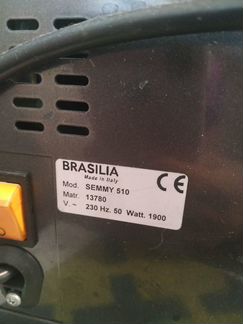 BRASILIA
Made in Italy
CE
Mod. SEMMY 510
Matr. 13780
V. ~ 230 Hz. 50 Watt. 1900